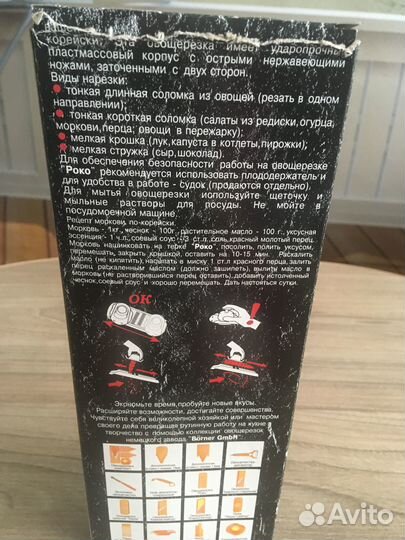 корейски. Эта овощерезка имеет ударопрочный
пластмассовый корпус с острыми нержавеющими
ножами, заточенными с двух сторон.
Виды нарезки:
тонкая длинная соломка из овощей (резать в одном
направлении);
тонкая короткая соломка (салаты из редиски,огурца,
моркови,перца; овощи в пережарку);
мелкая крошка (лук,капуста в котлеты,пирожки);
мелкая стружка (сыр,шоколад).
Для обеспечения безопасности работы на овощерезке
"Роко" рекомендуется использовать плододержатель и
для удобства в работе - судок (продаются отдельно).
Для мытья овощерезки используйте щеточку и
мыльные растворы для посуды. Не мойте в
посудомоечной машине.
Рецепт моркови, по-корейски.
Морковь - 1кг, чеснок - 100г, растительное масло - 100 г., уксусная
эссенция - 1 ч.л., соевый соус - 3 ст.л, соль, красный молотый перец.
Морковь нашинковать на терке "Роко", посолить, полить уксусом,
перемешать, закрыть крышкой, оставить на 10-15 мин. Раскалить
масло (не кипятить), насыпать в миску 1 ст.л красного перца, залить
перец раскаленным маслом (должно зашипеть), вылить масло в
морковь (не растворившийся перец оставить), добавить истолченный
чеснок, соевый соус и хорошо перемешать. Дать настояться сутки.
OK
Экономьте время, пробуйте новые вкусы.
Расширяйте возможности, достигайте совершенства.
Чувствуйте себя великолепной хозяйкой или мастером
своего дела превращая рутинную работу на кухне в
творчество с помощью коллекции овощерезок
немецкого завода "Börner GmbH"
Avito